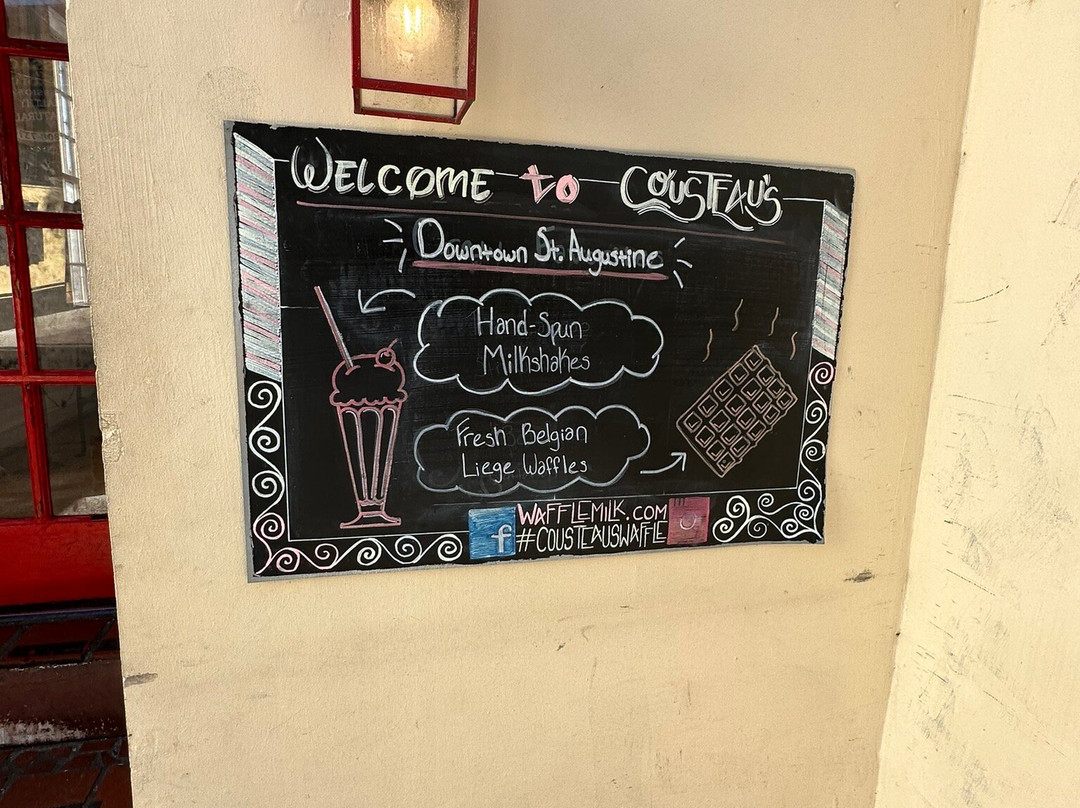 Welcome to Cousteau's
Downtown St. Augustine
Hand-Spun
Milkshakes
Fresh Belgian
Liege Waffles
WAFFLEMILK.COM
f #COUSTEAUSWAFFLE